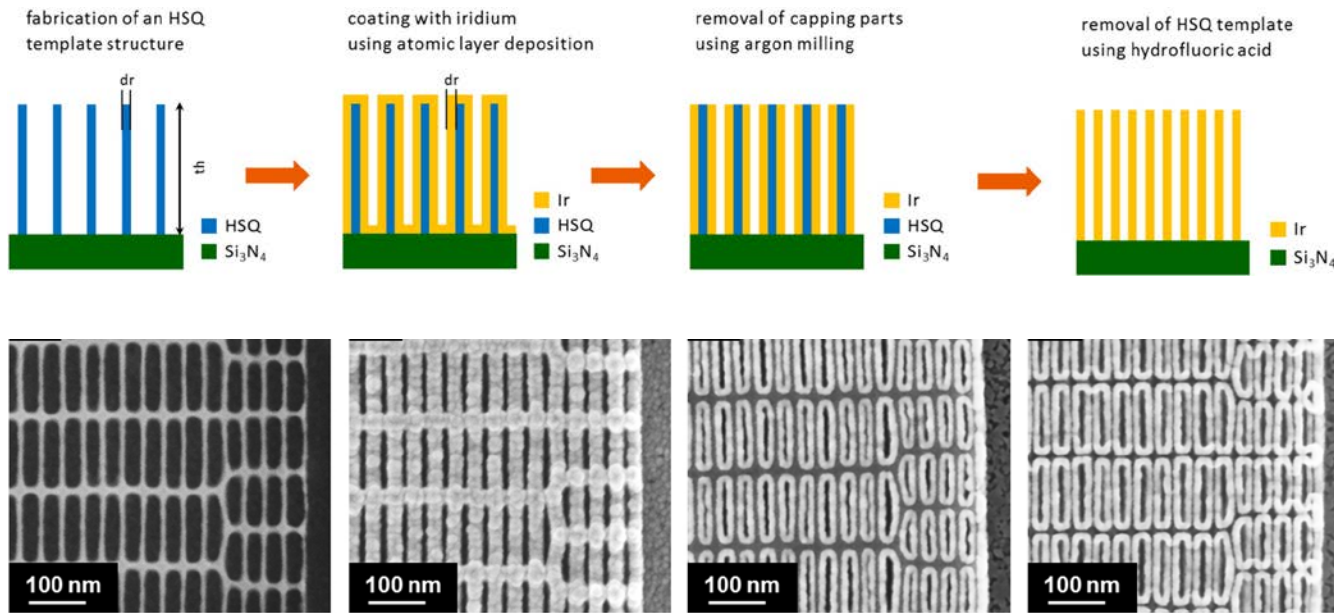 fabrication of an HSQ
template structure
coating with iridium
using atomic layer deposition
removal of capping parts
using argon milling
removal of HSQ template
using hydrofluoric acid
dr
th
HSQ
Si₃N₄
dr
Ir
HSQ
Si₃N₄
Ir
HSQ
Si₃N₄
Ir
Si₃N₄
100 nm
100 nm
100 nm
100 nm